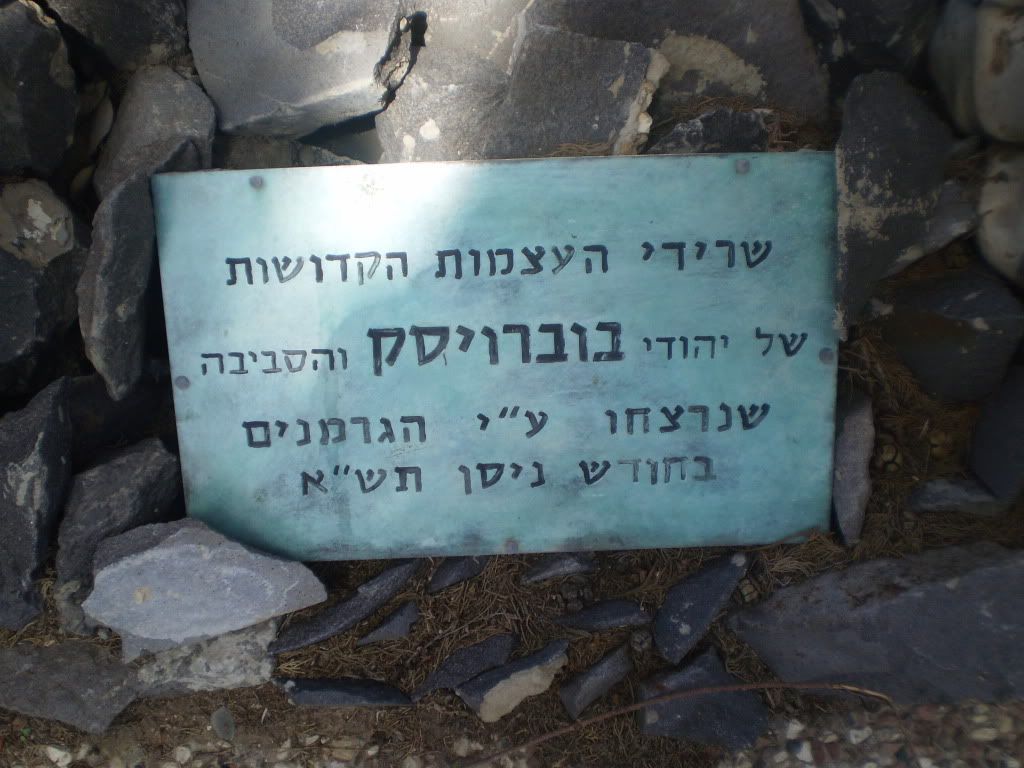 שרידי העצמות הקדושות
של יהודי בוברויסק והסביבה
שנרצחו ע״י הגרמנים
בחודש ניסן תש״א